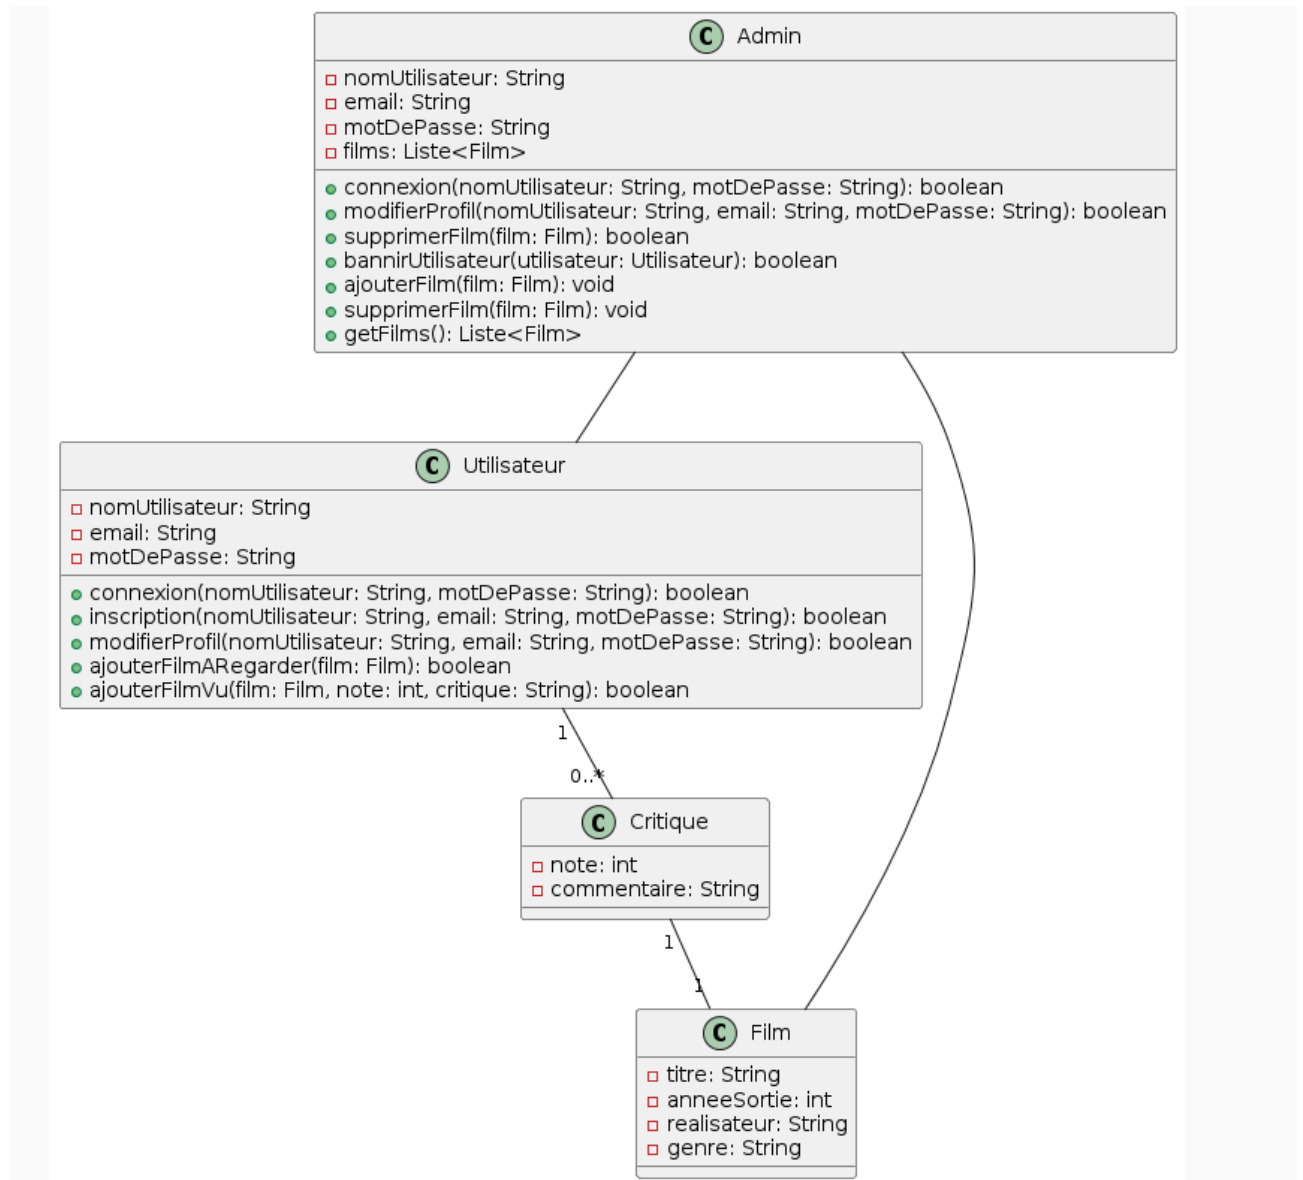 C Admin
nomUtilisateur: String
email: String
motDePasse: String
films: Liste<Film>
connexion(nomUtilisateur: String, motDePasse: String): boolean
modifierProfil(nomUtilisateur: String, email: String, motDePasse: String): boolean
supprimerFilm(film: Film): boolean
bannirUtilisateur(utilisateur: Utilisateur): boolean
ajouterFilm(film: Film): void
supprimerFilm(film: Film): void
getFilms(): Liste<Film>
C Utilisateur
nomUtilisateur: String
email: String
motDePasse: String
connexion(nomUtilisateur: String, motDePasse: String): boolean
inscription(nomUtilisateur: String, email: String, motDePasse: String): boolean
modifierProfil(nomUtilisateur: String, email: String, motDePasse: String): boolean
ajouterFilmARegarder(film: Film): boolean
ajouterFilmVu(film: Film, note: int, critique: String): boolean
1
0..*
C Critique
note: int
commentaire: String
1
1
C Film
titre: String
anneeSortie: int
realisateur: String
genre: String